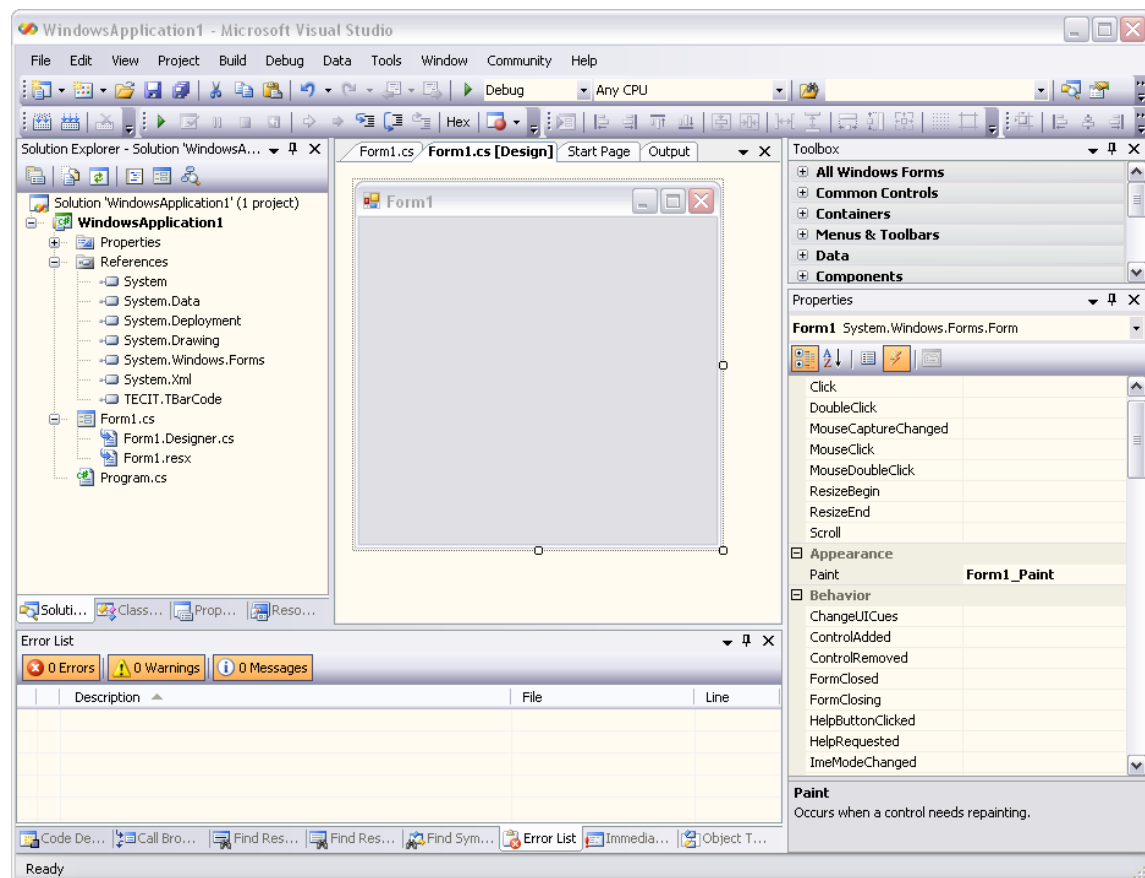 WindowsApplication1 - Microsoft Visual Studio
File Edit View Project Build Debug Data Tools Window Community Help
Debug Any CPU
Hex
Solution Explorer - Solution 'WindowsA...
Solution 'WindowsApplication1' (1 project)
WindowsApplication1
Properties
References
System
System.Data
System.Deployment
System.Drawing
System.Windows.Forms
System.Xml
TECIT.TBarCode
Form1.cs
Form1.Designer.cs
Form1.resx
Program.cs
Soluti... Class... Prop... Reso...
Form1.cs Form1.cs [Design] Start Page Output
Form1
Toolbox
All Windows Forms
Common Controls
Containers
Menus & Toolbars
Data
Components
Properties
Form1 System.Windows.Forms.Form
Click
DoubleClick
MouseCaptureChanged
MouseClick
MouseDoubleClick
ResizeBegin
ResizeEnd
Scroll
Appearance
Paint Form1_Paint
Behavior
ChangeUICues
ControlAdded
ControlRemoved
FormClosed
FormClosing
HelpButtonClicked
HelpRequested
ImeModeChanged
Paint
Occurs when a control needs repainting.
Error List
0 Errors 0 Warnings 0 Messages
Description File Line
Code De... Call Bro... Find Res... Find Res... Find Sym... Error List Immedia... Object T...
Ready